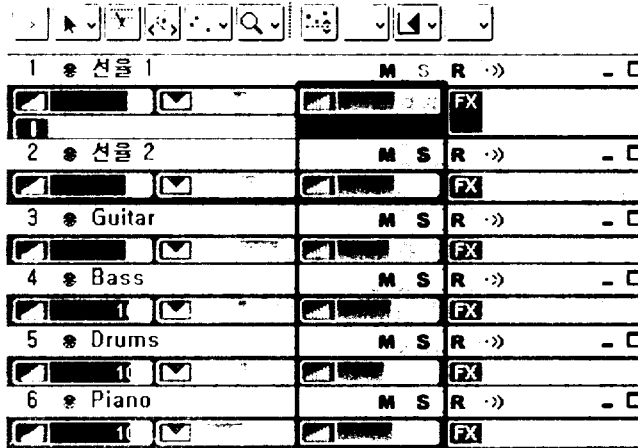 1 선율 1 M S R
FX
2 선율 2 M S R
FX
3 Guitar M S R
FX
4 Bass M S R
FX
5 Drums M S R
FX
6 Piano M S R
FX